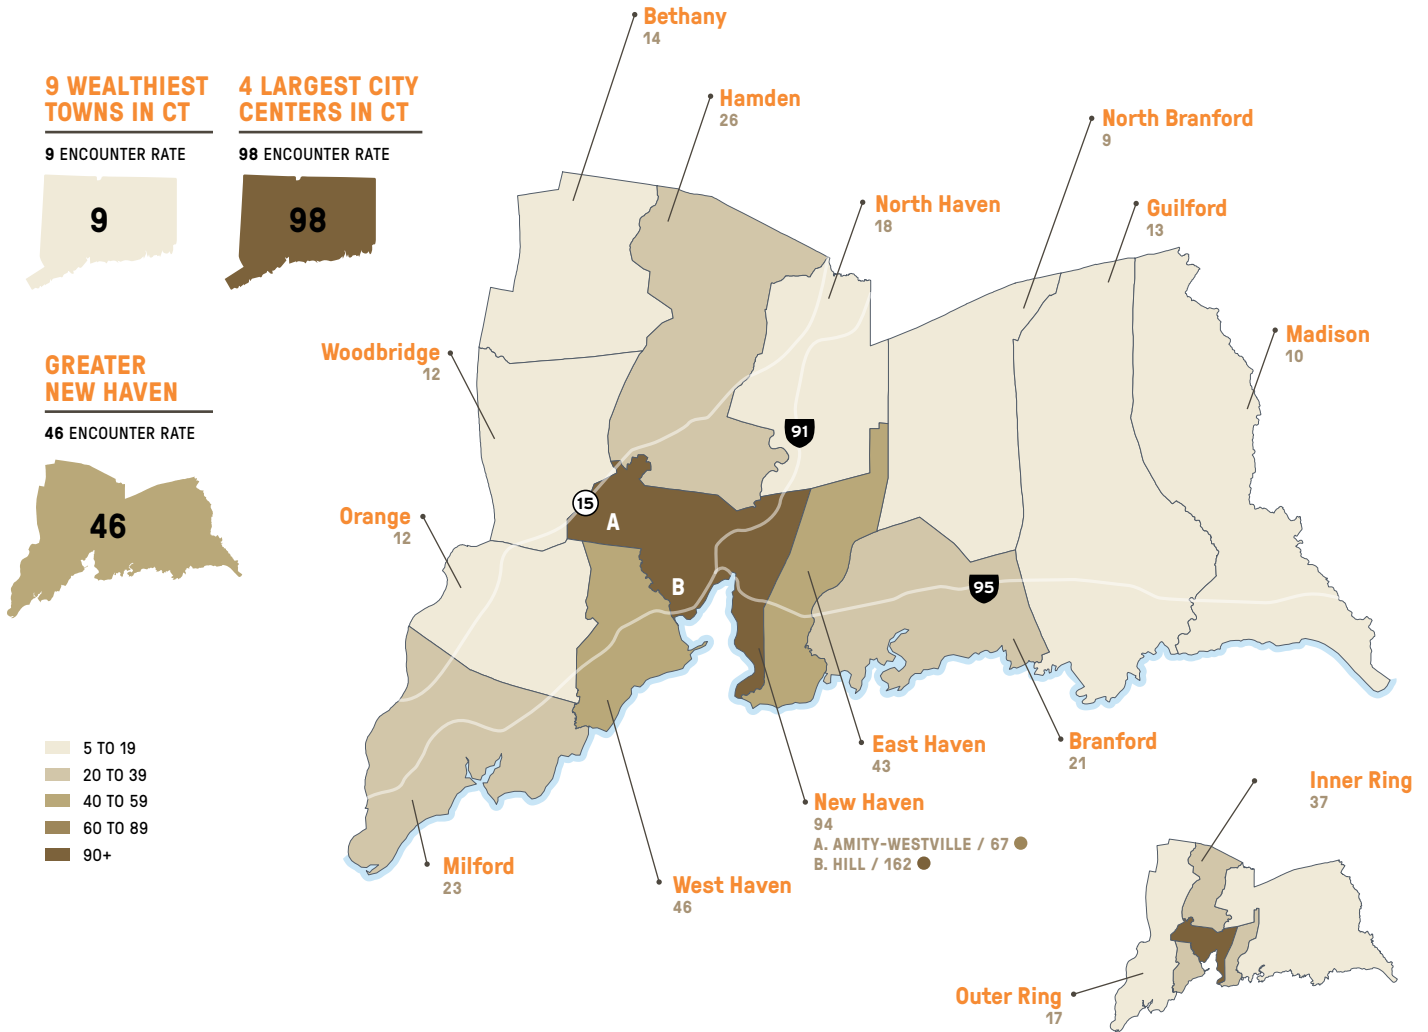 Bethany
14
9 WEALTHIEST
TOWNS IN CT
9 ENCOUNTER RATE
9
4 LARGEST CITY
CENTERS IN CT
98 ENCOUNTER RATE
98
Hamden
26
North Branford
9
North Haven
18
Guilford
13
Madison
10
Woodbridge
12
GREATER
NEW HAVEN
46 ENCOUNTER RATE
46
91
15
A
Orange
12
B
95
5 TO 19
20 TO 39
40 TO 59
60 TO 89
90+
East Haven
43
Branford
21
New Haven
94
A. AMITY-WESTVILLE / 67
B. HILL / 162
Milford
23
West Haven
46
Inner Ring
37
Outer Ring
17